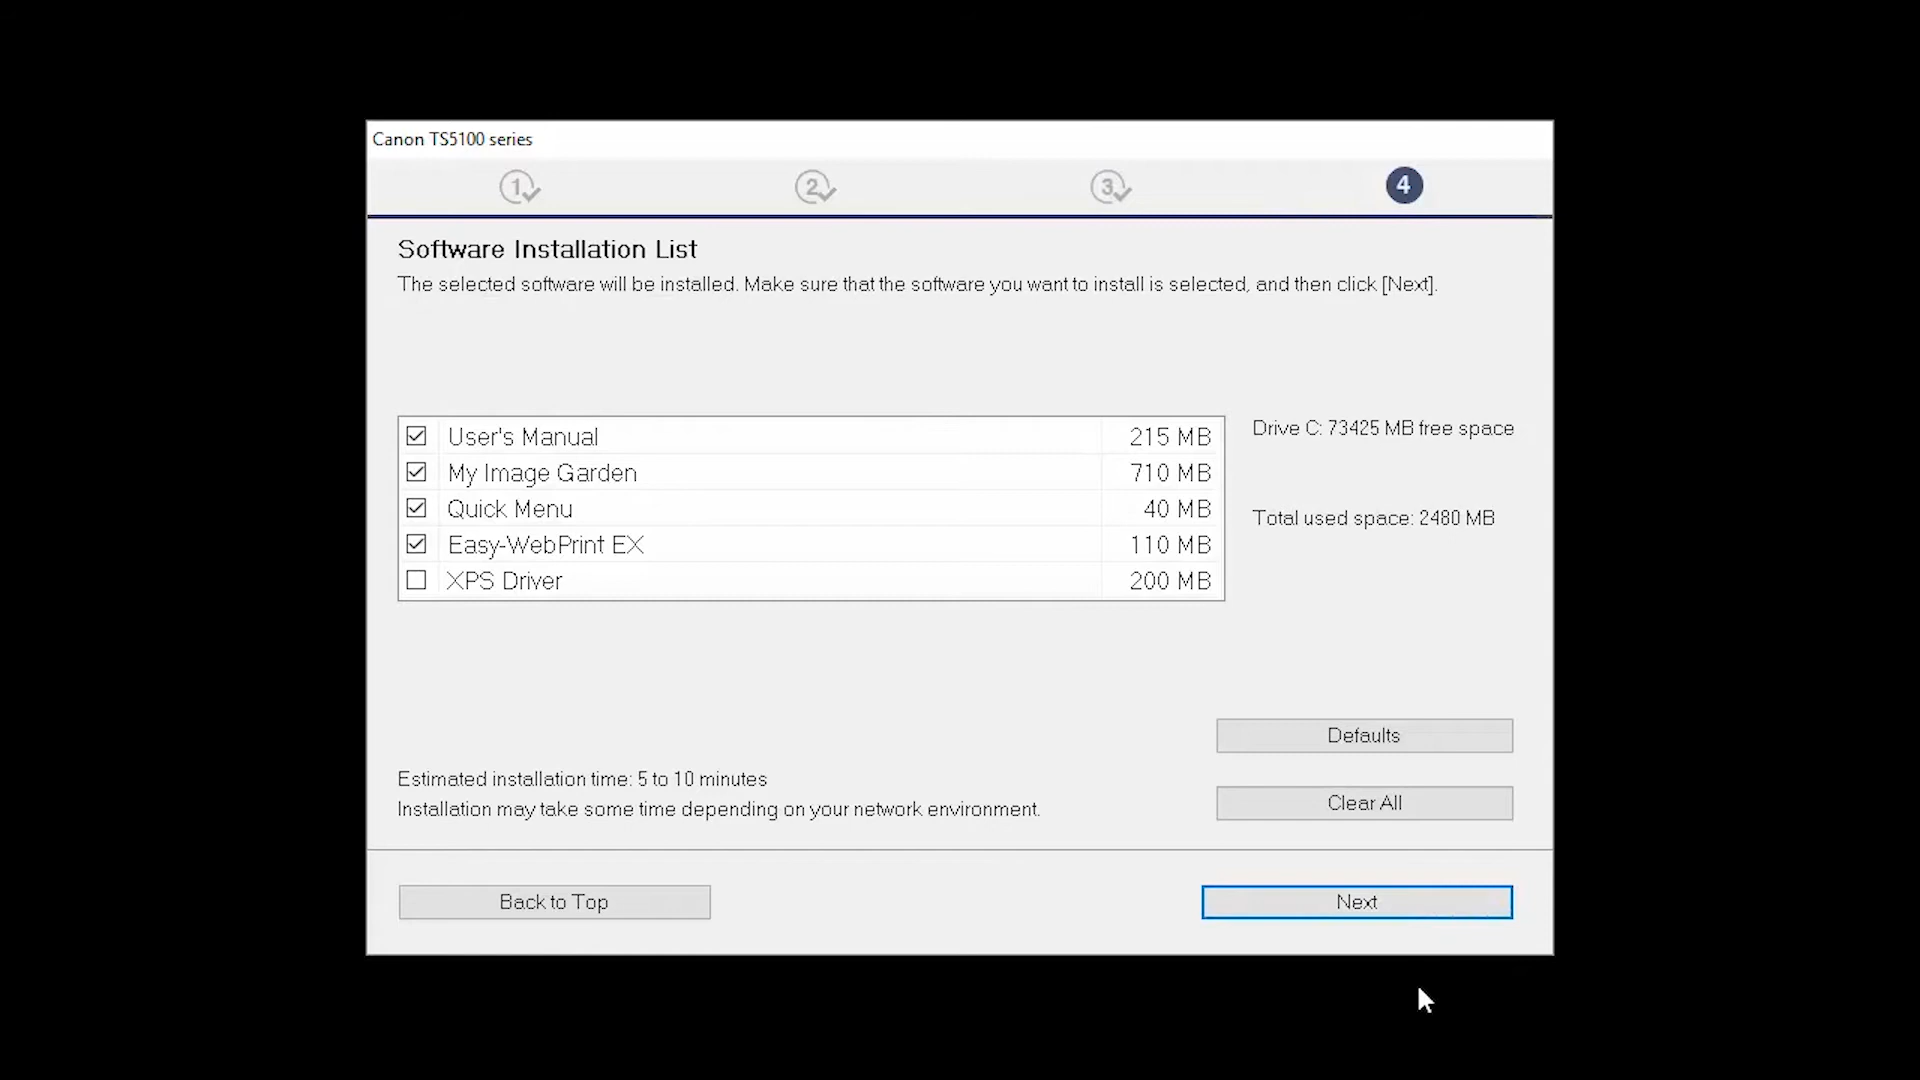 Canon TS5100 series
1 2 3 4
Software Installation List
The selected software will be installed. Make sure that the software you want to install is selected, and then click [Next].
User's Manual 215 MB
Drive C: 73425 MB free space
My Image Garden 710 MB
Quick Menu 40 MB
Total used space: 2480 MB
Easy-WebPrint EX 110 MB
XPS Driver 200 MB
Defaults
Estimated installation time: 5 to 10 minutes
Clear All
Installation may take some time depending on your network environment.
Back to Top
Next